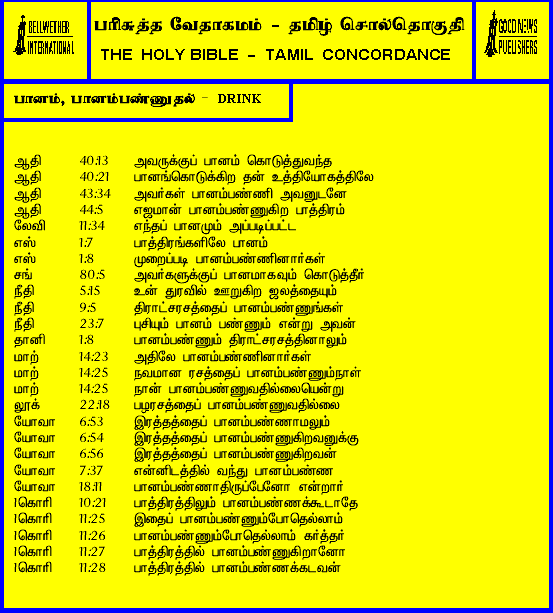 BELLWETHER
INTERNATIONAL
பரிசுத்த வேதாகமம் - தமிழ் சொல்தொகுதி
THE HOLY BIBLE - TAMIL CONCORDANCE
GOOD NEWS
PUBLISHERS
பானம், பானம்பண்ணுதல் - DRINK
ஆதி 40:13 அவருக்குப் பானம் கொடுத்துவந்த
ஆதி 40:21 பானங்கொடுக்கிற தன் உத்தியோகத்திலே
ஆதி 43:34 அவர்கள் பானம்பண்ணி அவனுடனே
ஆதி 44:5 எஜமான் பானம்பண்ணுகிற பாத்திரம்
லேவி 11:34 எந்தப் பானமும் அப்படிப்பட்ட
எஸ் 1:7 பாத்திரங்களிலே பானம்
எஸ் 1:8 முறைப்படி பானம்பண்ணினார்கள்
சங் 80:5 அவர்களுக்குப் பானமாகவும் கொடுத்தீர்
நீதி 5:15 உன் துரவில் ஊறுகிற ஜலத்தையும்
நீதி 9:5 திராட்சரசத்தைப் பானம்பண்ணுங்கள்
நீதி 23:7 புசியும் பானம் பண்ணும் என்று அவன்
தானி 1:8 பானம்பண்ணும் திராட்சரசத்தினாலும்
மாற் 14:23 அதிலே பானம்பண்ணினார்கள்
மாற் 14:25 நவமான ரசத்தைப் பானம்பண்ணும்நாள்
மாற் 14:25 நான் பானம்பண்ணுவதில்லையென்று
லூக் 22:18 பழரசத்தைப் பானம்பண்ணுவதில்லை
யோவா 6:53 இரத்தத்தைப் பானம்பண்ணாமலும்
யோவா 6:54 இரத்தத்தைப் பானம்பண்ணுகிறவனுக்கு
யோவா 6:56 இரத்தத்தைப் பானம்பண்ணுகிறவன்
யோவா 7:37 என்னிடத்தில் வந்து பானம்பண்ண
யோவா 18:11 பானம்பண்ணாதிருப்பேனோ என்றார்
1கொரி 10:21 பாத்திரத்திலும் பானம்பண்ணக்கூடாதே
1கொரி 11:25 இதைப் பானம்பண்ணும்போதெல்லாம்
1கொரி 11:26 பானம்பண்ணும்போதெல்லாம் கர்த்தர்
1கொரி 11:27 பாத்திரத்தில் பானம்பண்ணுகிறானோ
1கொரி 11:28 பாத்திரத்தில் பானம்பண்ணக்கடவன்